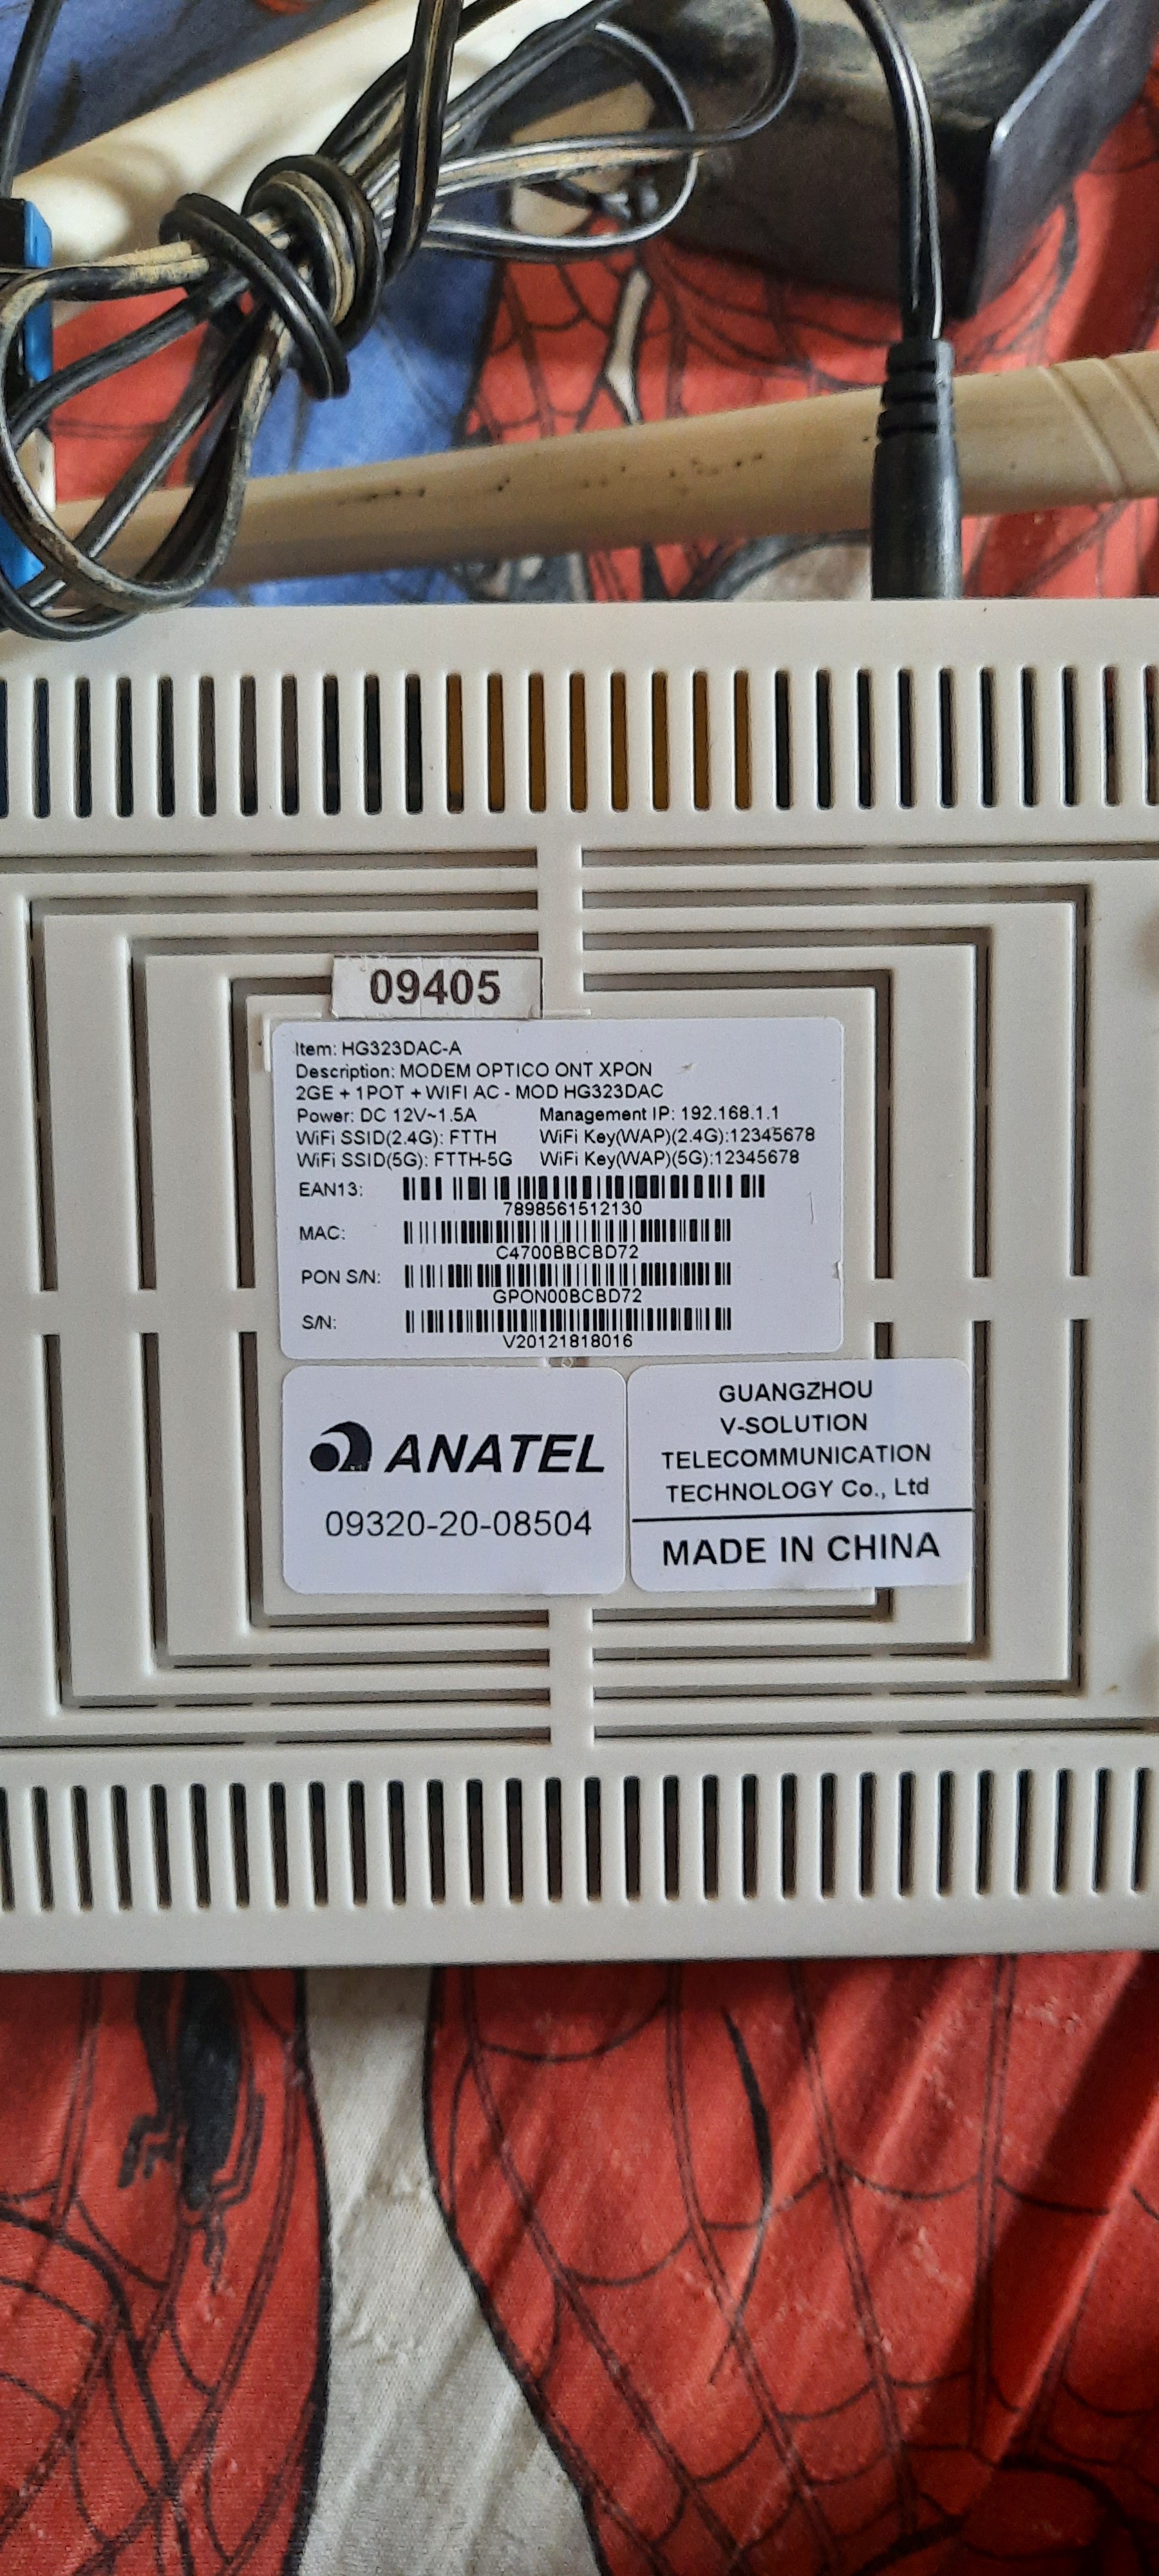 09405
Item: HG323DAC-A
Description: MODEM OPTICO ONT XPON
2GE + 1POT + WIFI AC - MOD HG323DAC
Power: DC 12V~1.5A Management IP: 192.168.1.1
WiFi SSID(2.4G): FTTH WiFi Key(WAP)(2.4G):12345678
WiFi SSID(5G): FTTH-5G WiFi Key(WAP)(5G):12345678
EAN13:
7898561512130
MAC:
C4700BBCBD72
PON S/N:
GPON00BCBD72
S/N:
V20121818016
ANATEL
09320-20-08504
GUANGZHOU
V-SOLUTION
TELECOMMUNICATION
TECHNOLOGY Co., Ltd
MADE IN CHINA